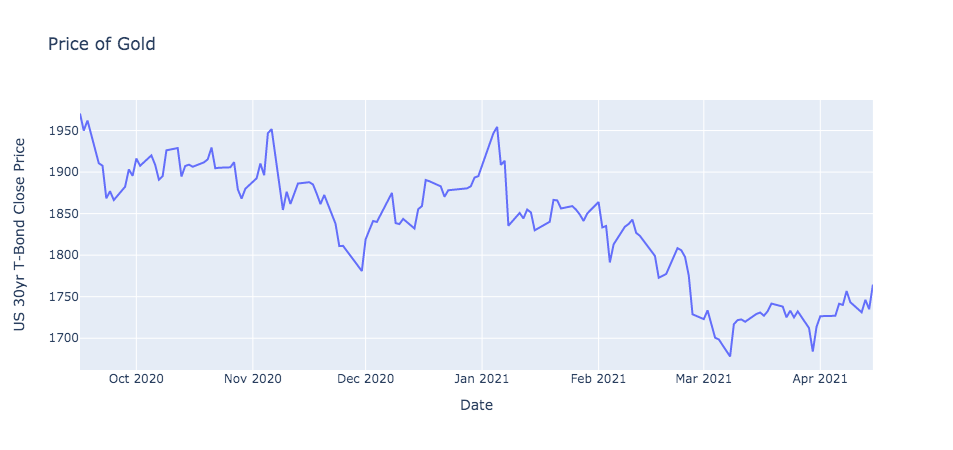 Price of Gold
US 30yr T-Bond Close Price
1950
1900
1850
1800
1750
1700
Oct 2020
Nov 2020
Dec 2020
Jan 2021
Feb 2021
Mar 2021
Apr 2021
Date